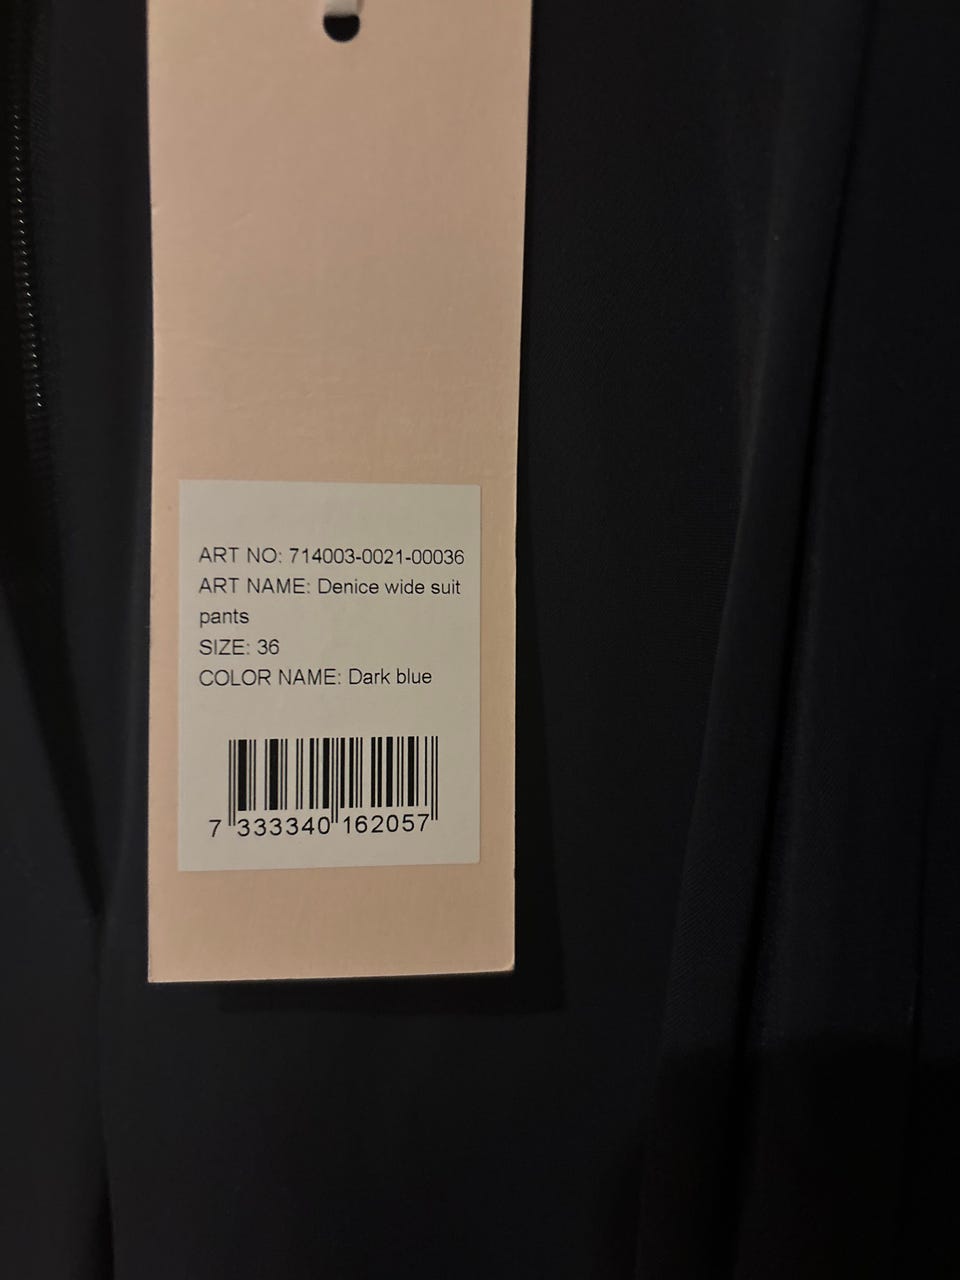 ART NO: 714003-0021-00036
ART NAME: Denice wide suit
pants
SIZE: 36
COLOR NAME: Dark blue
7 333340 162057